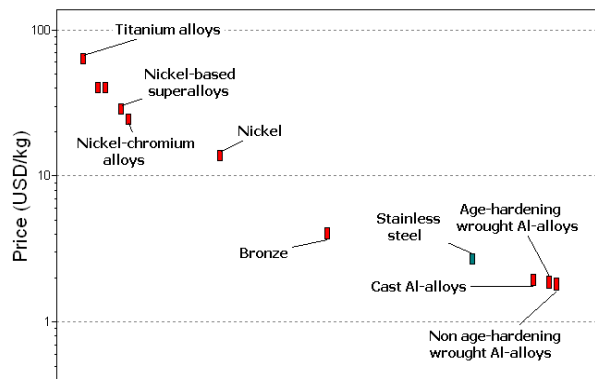 Titanium alloys
100
Nickel-based
superalloys
Nickel-chromium
alloys
Nickel
Price (USD/kg)
10
Bronze
Stainless
steel
Age-hardening
wrought Al-alloys
Cast Al-alloys
1
Non age-hardening
wrought Al-alloys